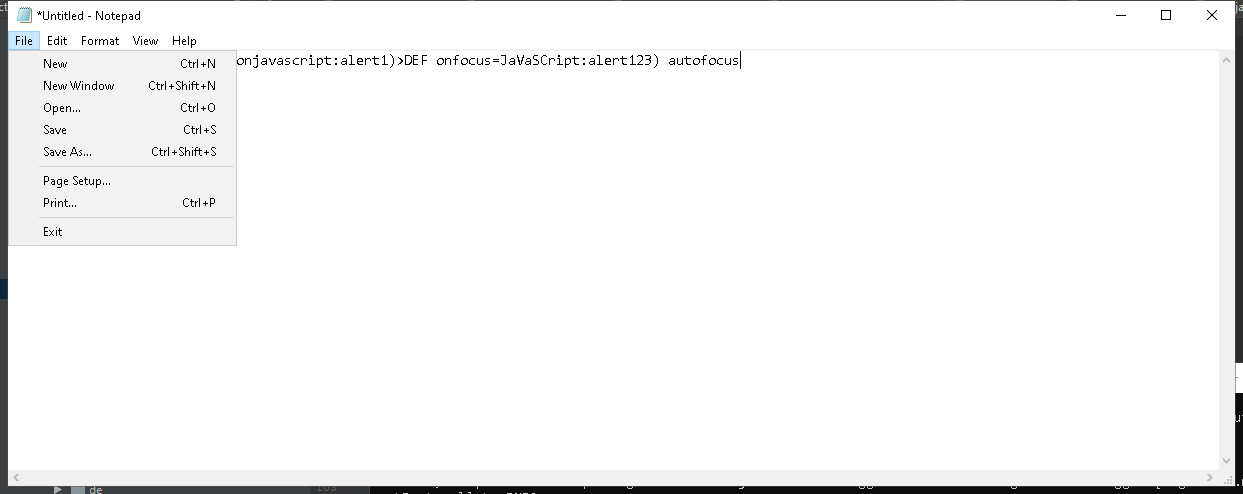 *Untitled - Notepad
File Edit Format View Help
onjavascript:alert1)>DEF onfocus=JaVaSCript:alert123) autofocus
New Ctrl+N
New Window Ctrl+Shift+N
Open... Ctrl+O
Save Ctrl+S
Save As... Ctrl+Shift+S
Page Setup...
Print... Ctrl+P
Exit
de